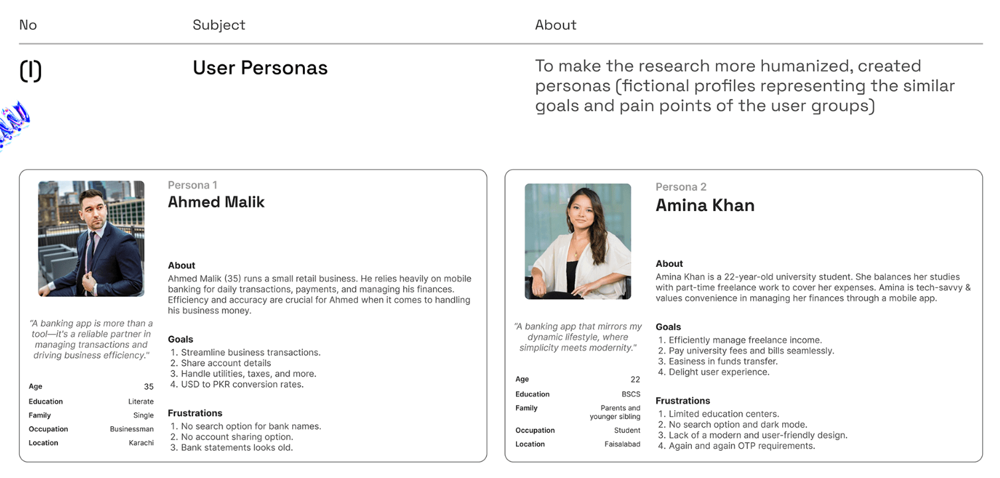 No
Subject
About
(I)
User Personas
To make the research more humanized, created
personas (fictional profiles representing the similar
goals and pain points of the user groups)
Persona 1
Ahmed Malik
About
Ahmed Malik (35) runs a small retail business. He relies heavily on mobile
banking for daily transactions, payments, and managing his finances.
Efficiency and accuracy are crucial for Ahmed when it comes to handling
his business money.
"A banking app is more than a
tool—it's a reliable partner in
managing transactions and
driving business efficiency."
Goals
1. Streamline business transactions.
2. Share account details
3. Handle utilities, taxes, and more.
4. USD to PKR conversion rates.
Age 35
Education Literate
Family Single
Occupation Businessman
Location Karachi
Frustrations
1. No search option for bank names.
2. No account sharing option.
3. Bank statements looks old.
Persona 2
Amina Khan
About
Amina Khan is a 22-year-old university student. She balances her studies
with part-time freelance work to cover her expenses. Amina is tech-savvy &
values convenience in managing her finances through a mobile app.
"A banking app that mirrors my
dynamic lifestyle, where
simplicity meets modernity."
Goals
1. Efficiently manage freelance income.
2. Pay university fees and bills seamlessly.
3. Easiness in funds transfer.
4. Delight user experience.
Age 22
Education BSCS
Family Parents and
younger sibling
Occupation Student
Location Faisalabad
Frustrations
1. Limited education centers.
2. No search option and dark mode.
3. Lack of a modern and user-friendly design.
4. Again and again OTP requirements.